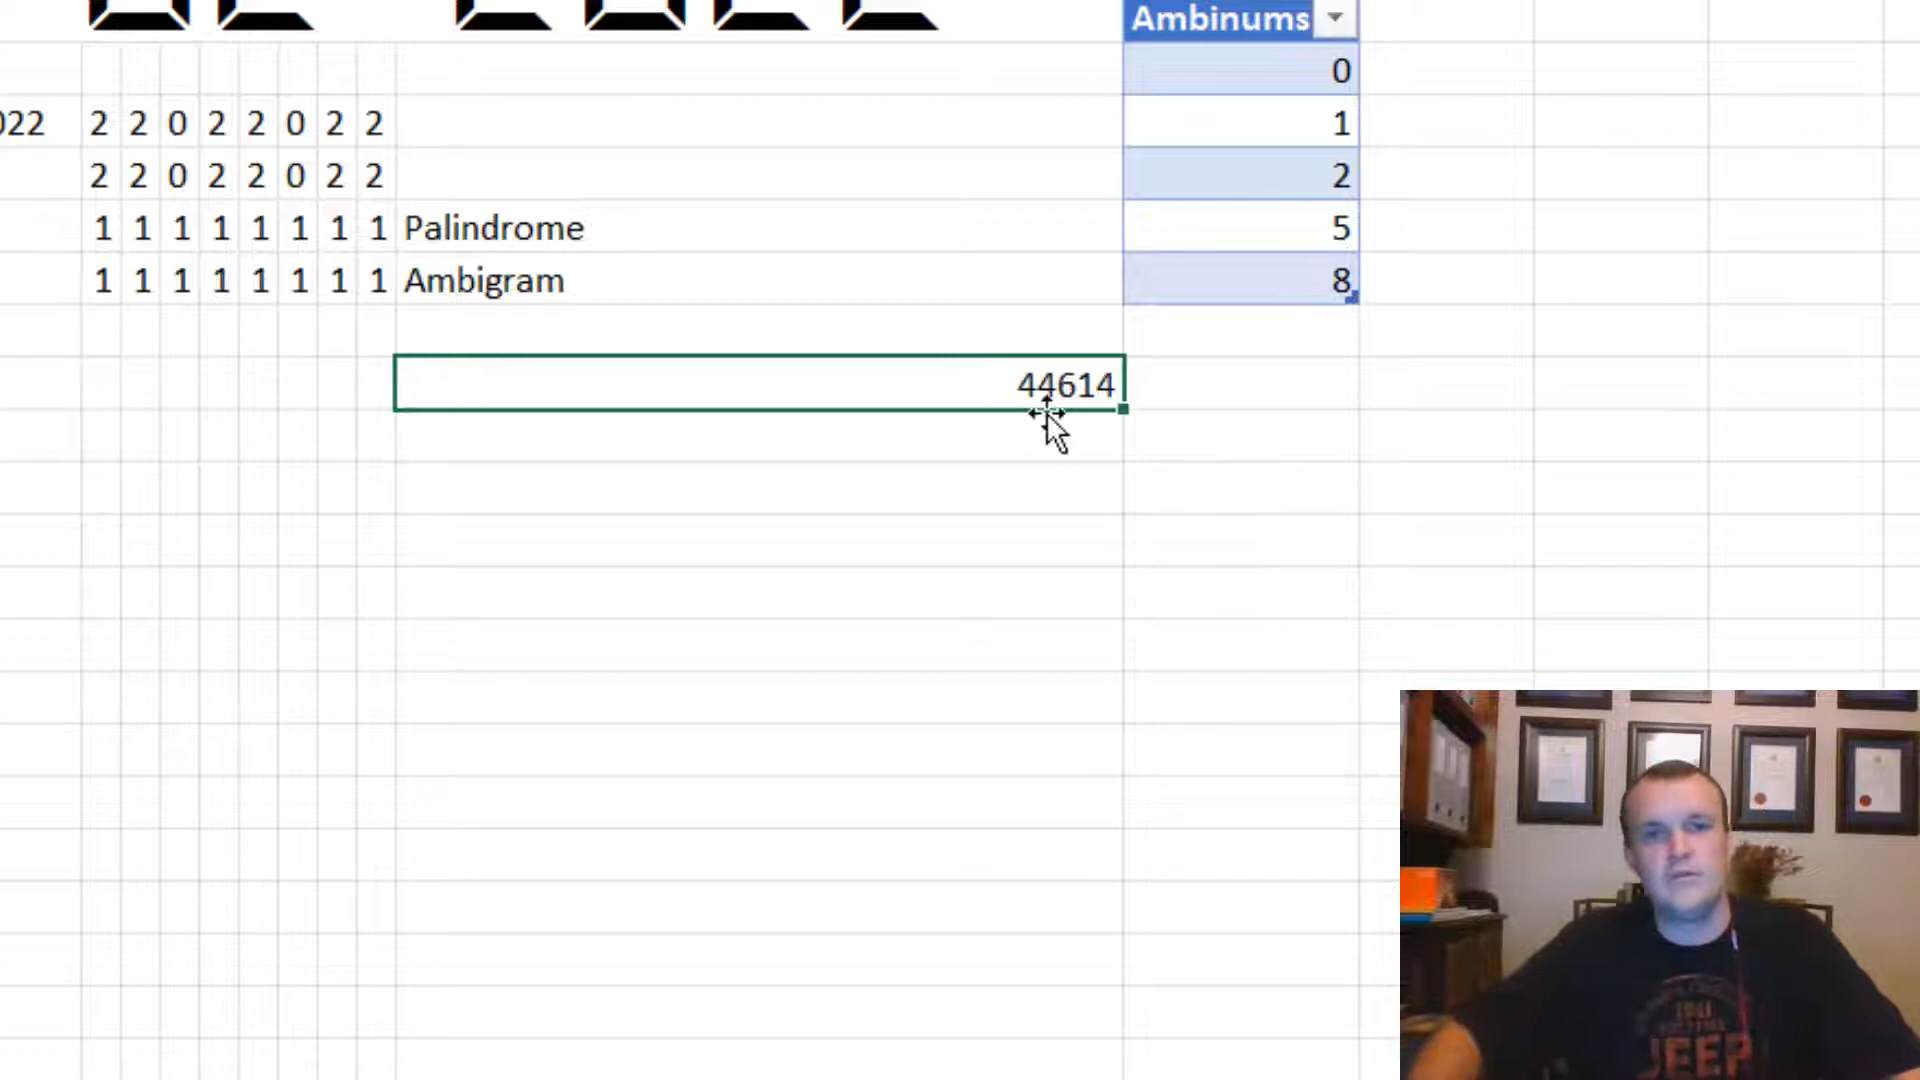 Ambinums
0
022 2 2 0 2 2 0 2 2 1
2 2 0 2 2 0 2 2 2
1 1 1 1 1 1 1 1 Palindrome 5
1 1 1 1 1 1 1 1 Ambigram 8
44614
JEEP